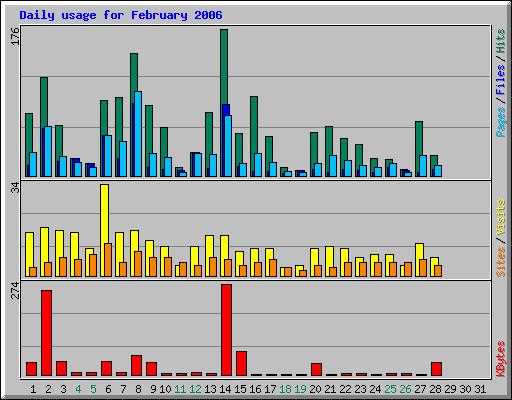 Daily usage for February 2006
176
Pages / Files / Hits
34
Sites / Visits
274
KBytes
1 2 3 4 5 6 7 8 9 10 11 12 13 14 15 16 17 18 19 20 21 22 23 24 25 26 27 28 29 30 31